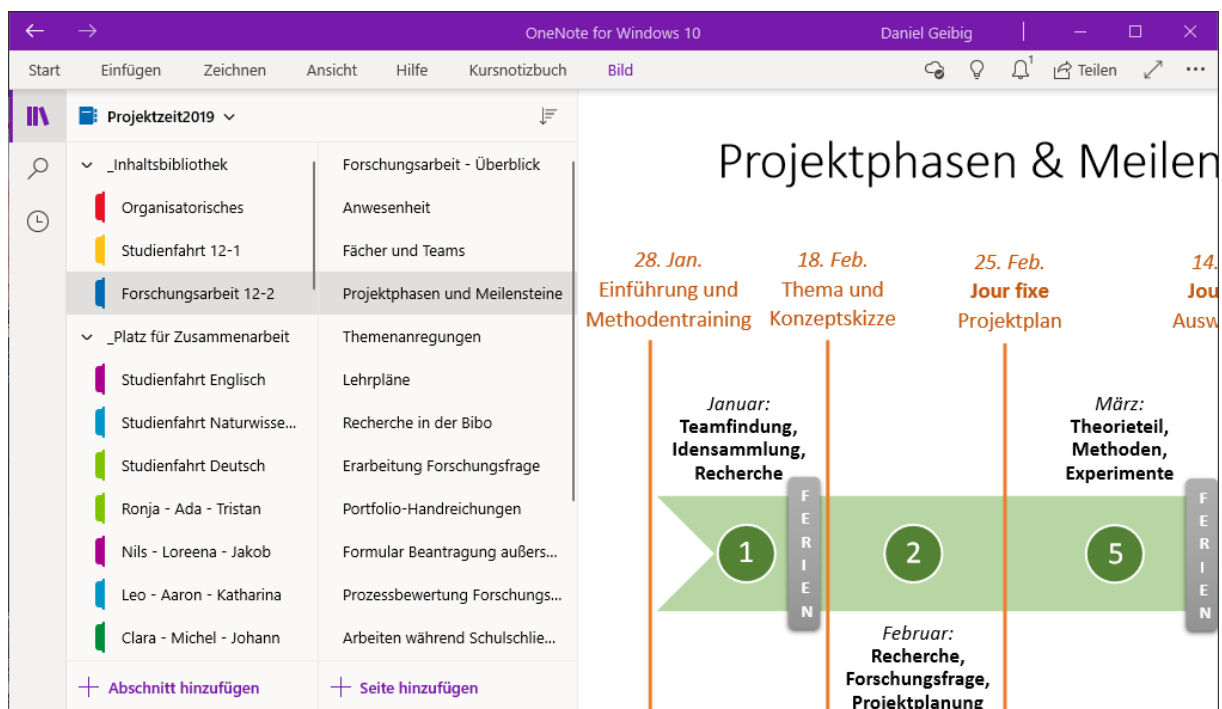 OneNote for Windows 10
Daniel Geibig
Start Einfügen Zeichnen Ansicht Hilfe Kursnotizbuch Bild
1
Teilen
Projektzeit2019
_Inhaltsbibliothek
Organisatorisches
Studienfahrt 12-1
Forschungsarbeit 12-2
_Platz für Zusammenarbeit
Studienfahrt Englisch
Studienfahrt Naturwisse...
Studienfahrt Deutsch
Ronja - Ada - Tristan
Nils - Loreena - Jakob
Leo - Aaron - Katharina
Clara - Michel - Johann
Abschnitt hinzufügen
Forschungsarbeit - Überblick
Anwesenheit
Fächer und Teams
Projektphasen und Meilensteine
Themenanregungen
Lehrpläne
Recherche in der Bibo
Erarbeitung Forschungsfrage
Portfolio-Handreichungen
Formular Beantragung außers...
Prozessbewertung Forschungs...
Arbeiten während Schulschlie...
Seite hinzufügen
Projektphasen & Meilen
28. Jan.
Einführung und
Methodentraining
18. Feb.
Thema und
Konzeptskizze
25. Feb.
Jour fixe
Projektplan
14.
Jou
Ausw
Januar:
Teamfindung,
Idensammlung,
Recherche
März:
Theorieteil,
Methoden,
Experimente
1
FERIEN
2
5
FERIEN
Februar:
Recherche,
Forschungsfrage,
Projektplanung